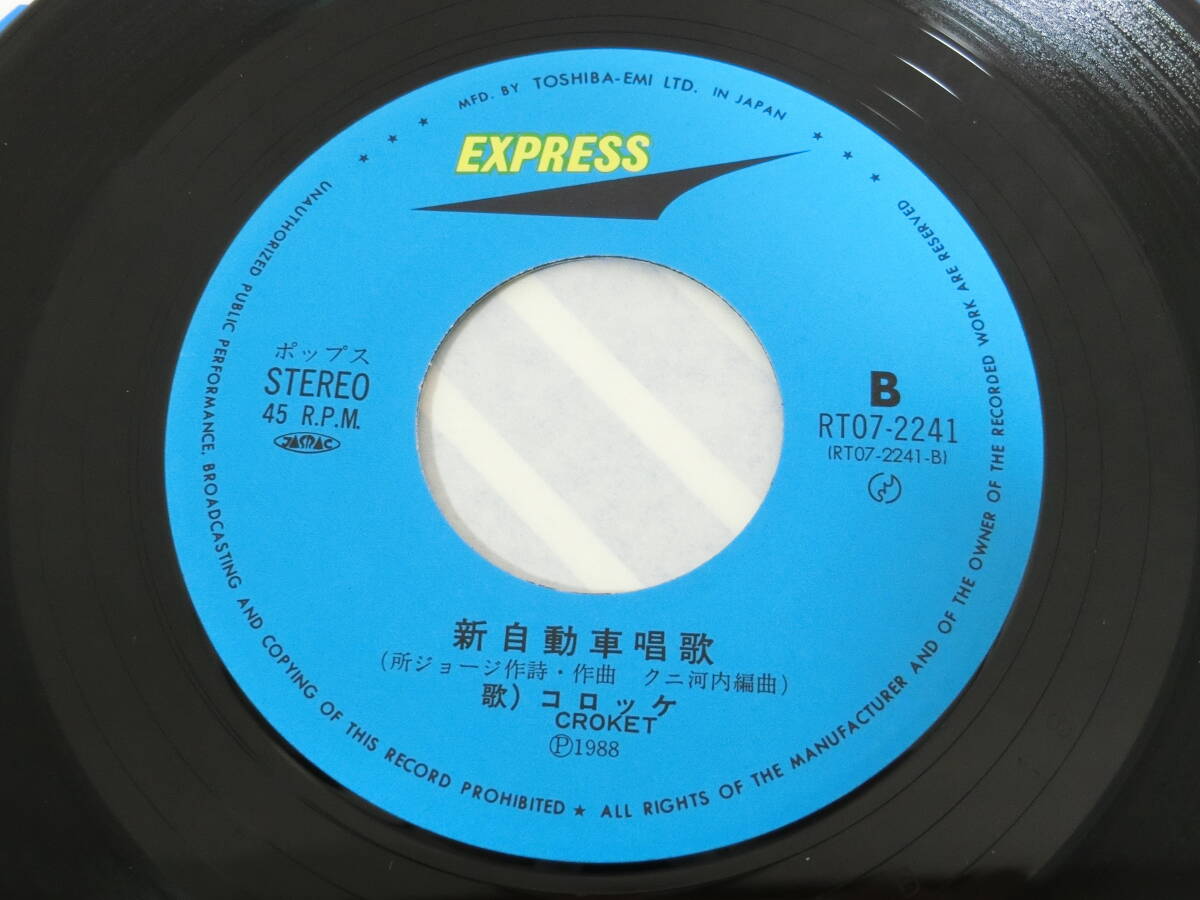 MFD. BY TOSHIBA-EMI LTD. IN JAPAN
EXPRESS
ポップス
STEREO
45 R.P.M.
JASRAC
B
RT07-2241
(RT07-2241-B)
新自動車唱歌
(所ジョージ作詩・作曲 クニ河内編曲)
歌) コロッケ
CROKET
Ⓟ1988
UNAUTHORIZED PUBLIC PERFORMANCE, BROADCASTING AND COPYING OF THIS RECORD PROHIBITED ★ ALL RIGHTS OF THE MANUFACTURER AND OF THE OWNER OF THE RECORDED WORK ARE RESERVED